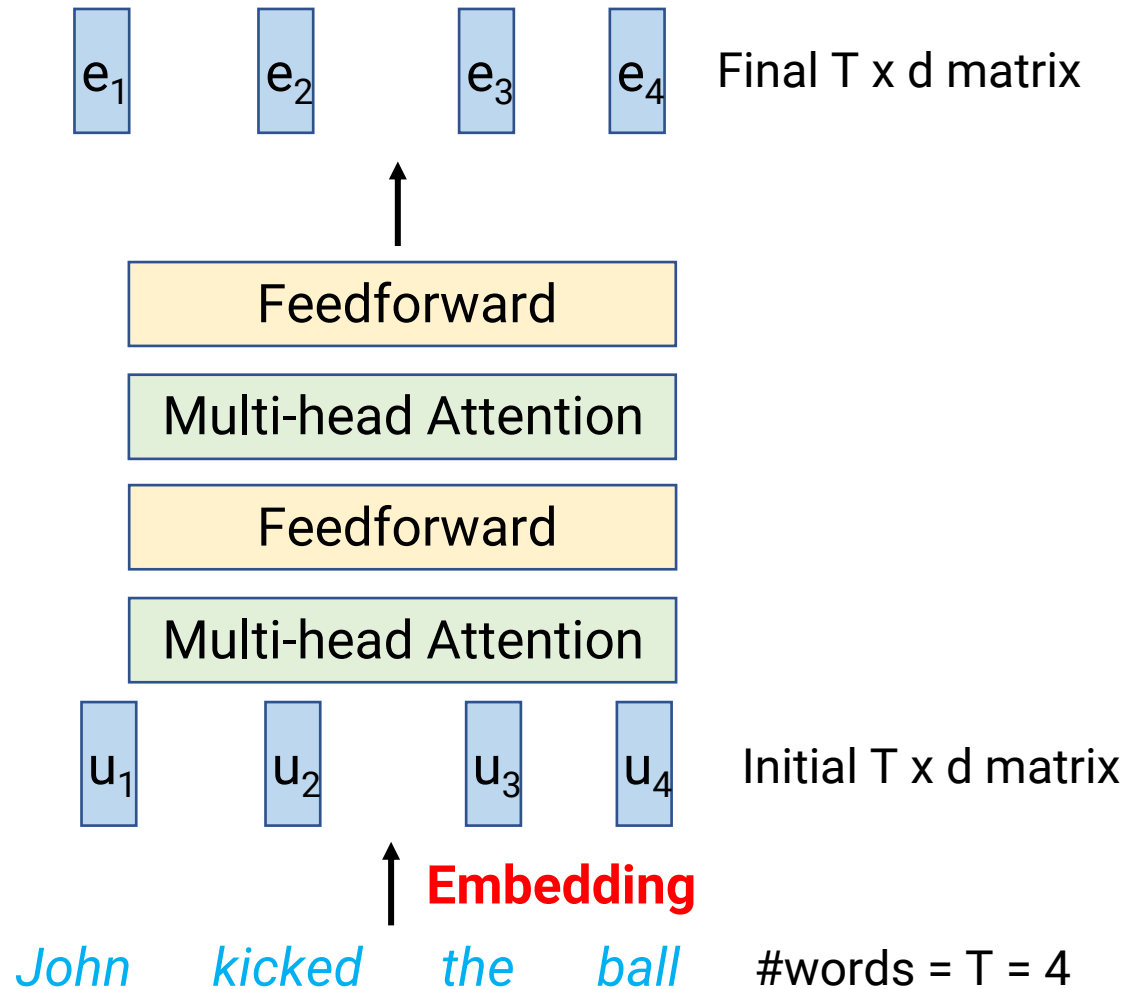 e₁ e₂ e₃ e₄ Final T x d matrix
Feedforward
Multi-head Attention
Feedforward
Multi-head Attention
u₁ u₂ u₃ u₄ Initial T x d matrix
Embedding
John kicked the ball #words = T = 4